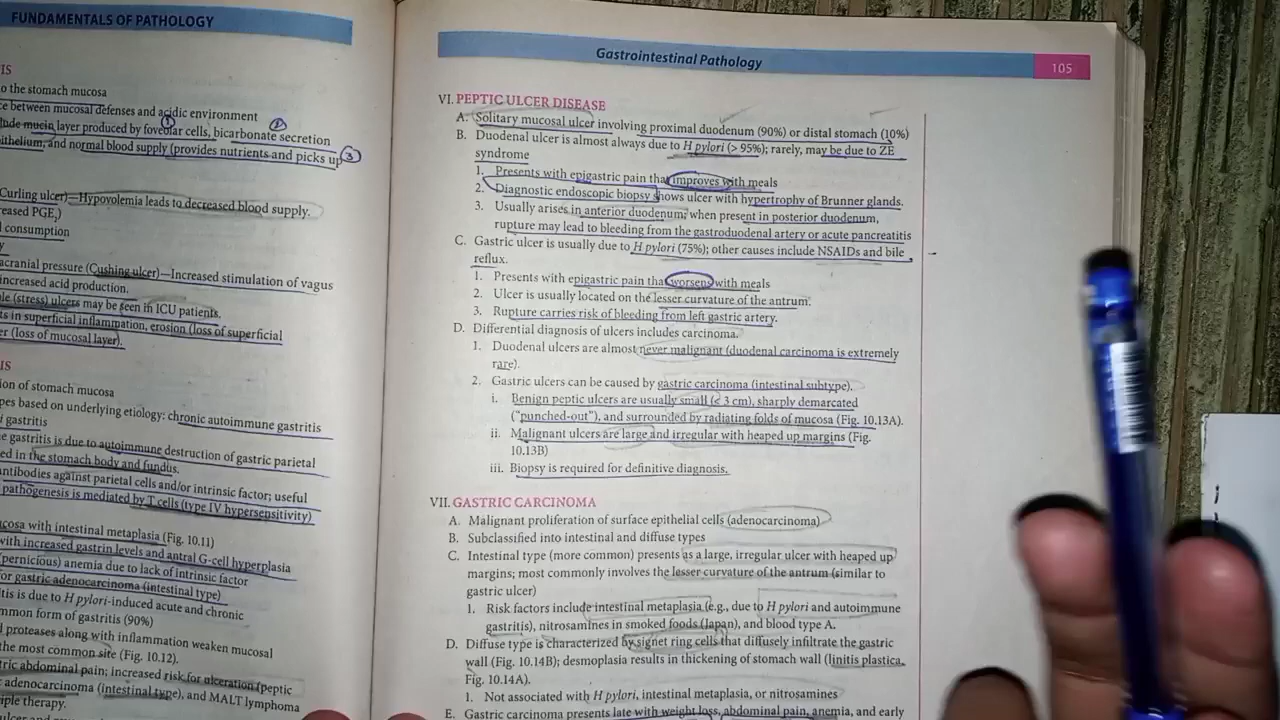 FUNDAMENTALS OF PATHOLOGY
IS
o the stomach mucosa
e between mucosal defenses and acidic environment
lude mucin layer produced by foveolar cells, bicarbonate secretion
ithelium; and normal blood supply (provides nutrients and picks up
Curling ulcer)—Hypovolemia leads to decreased blood supply.
reased PGE₂)
l consumption
y
acranial pressure (Cushing ulcer)—Increased stimulation of vagus
increased acid production.
ple (stress) ulcers may be seen in ICU patients.
ts in superficial inflammation, erosion (loss of superficial
er (loss of mucosal layer).
IS
ion of stomach mucosa
pes based on underlying etiology: chronic autoimmune gastritis
i gastritis
e gastritis is due to autoimmune destruction of gastric parietal
ed in the stomach body and fundus.
antibodies against parietal cells and/or intrinsic factor; useful
pathogenesis is mediated by T cells (type IV hypersensitivity)
cosa with intestinal metaplasia (Fig. 10.11)
with increased gastrin levels and antral G-cell hyperplasia
(pernicious) anemia due to lack of intrinsic factor
for gastric adenocarcinoma (intestinal type)
tis is due to H pylori-induced acute and chronic
mmon form of gastritis (90%)
l proteases along with inflammation weaken mucosal
the most common site (Fig. 10.12).
tric abdominal pain; Increased risk for ulceration (peptic
adenocarcinoma (intestinal type), and MALT lymphoma
iple therapy.
Gastrointestinal Pathology
105
VI. PEPTIC ULCER DISEASE
A. Solitary mucosal ulcer involving proximal duodenum (90%) or distal stomach (10%)
B. Duodenal ulcer is almost always due to H pylori (> 95%); rarely, may be due to ZE
syndrome
1. Presents with epigastric pain that improves with meals
2. Diagnostic endoscopic biopsy shows ulcer with hypertrophy of Brunner glands.
3. Usually arises in anterior duodenum; when present in posterior duodenum,
rupture may lead to bleeding from the gastroduodenal artery or acute pancreatitis
C. Gastric ulcer is usually due to H pylori (75%); other causes include NSAIDs and bile
reflux.
1. Presents with epigastric pain that worsens with meals
2. Ulcer is usually located on the lesser curvature of the antrum.
3. Rupture carries risk of bleeding from left gastric artery.
D. Differential diagnosis of ulcers includes carcinoma.
1. Duodenal ulcers are almost never malignant (duodenal carcinoma is extremely
rare).
2. Gastric ulcers can be caused by gastric carcinoma (intestinal subtype).
i. Benign peptic ulcers are usually small (< 3 cm), sharply demarcated
("punched-out"), and surrounded by radiating folds of mucosa (Fig. 10.13A).
ii. Malignant ulcers are large and irregular with heaped up margins (Fig.
10.13B)
iii. Biopsy is required for definitive diagnosis.
VII. GASTRIC CARCINOMA
A. Malignant proliferation of surface epithelial cells (adenocarcinoma)
B. Subclassified into intestinal and diffuse types
C. Intestinal type (more common) presents as a large, irregular ulcer with heaped up
margins; most commonly involves the lesser curvature of the antrum (similar to
gastric ulcer)
1. Risk factors include intestinal metaplasia (e.g., due to H pylori and autoimmune
gastritis), nitrosamines in smoked foods (Japan), and blood type A.
D. Diffuse type is characterized by signet ring cells that diffusely infiltrate the gastric
wall (Fig. 10.14B); desmoplasia results in thickening of stomach wall (linitis plastica,
Fig. 10.14A).
1. Not associated with H pylori, intestinal metaplasia, or nitrosamines
E. Gastric carcinoma presents late with weight loss, abdominal pain, anemia, and early